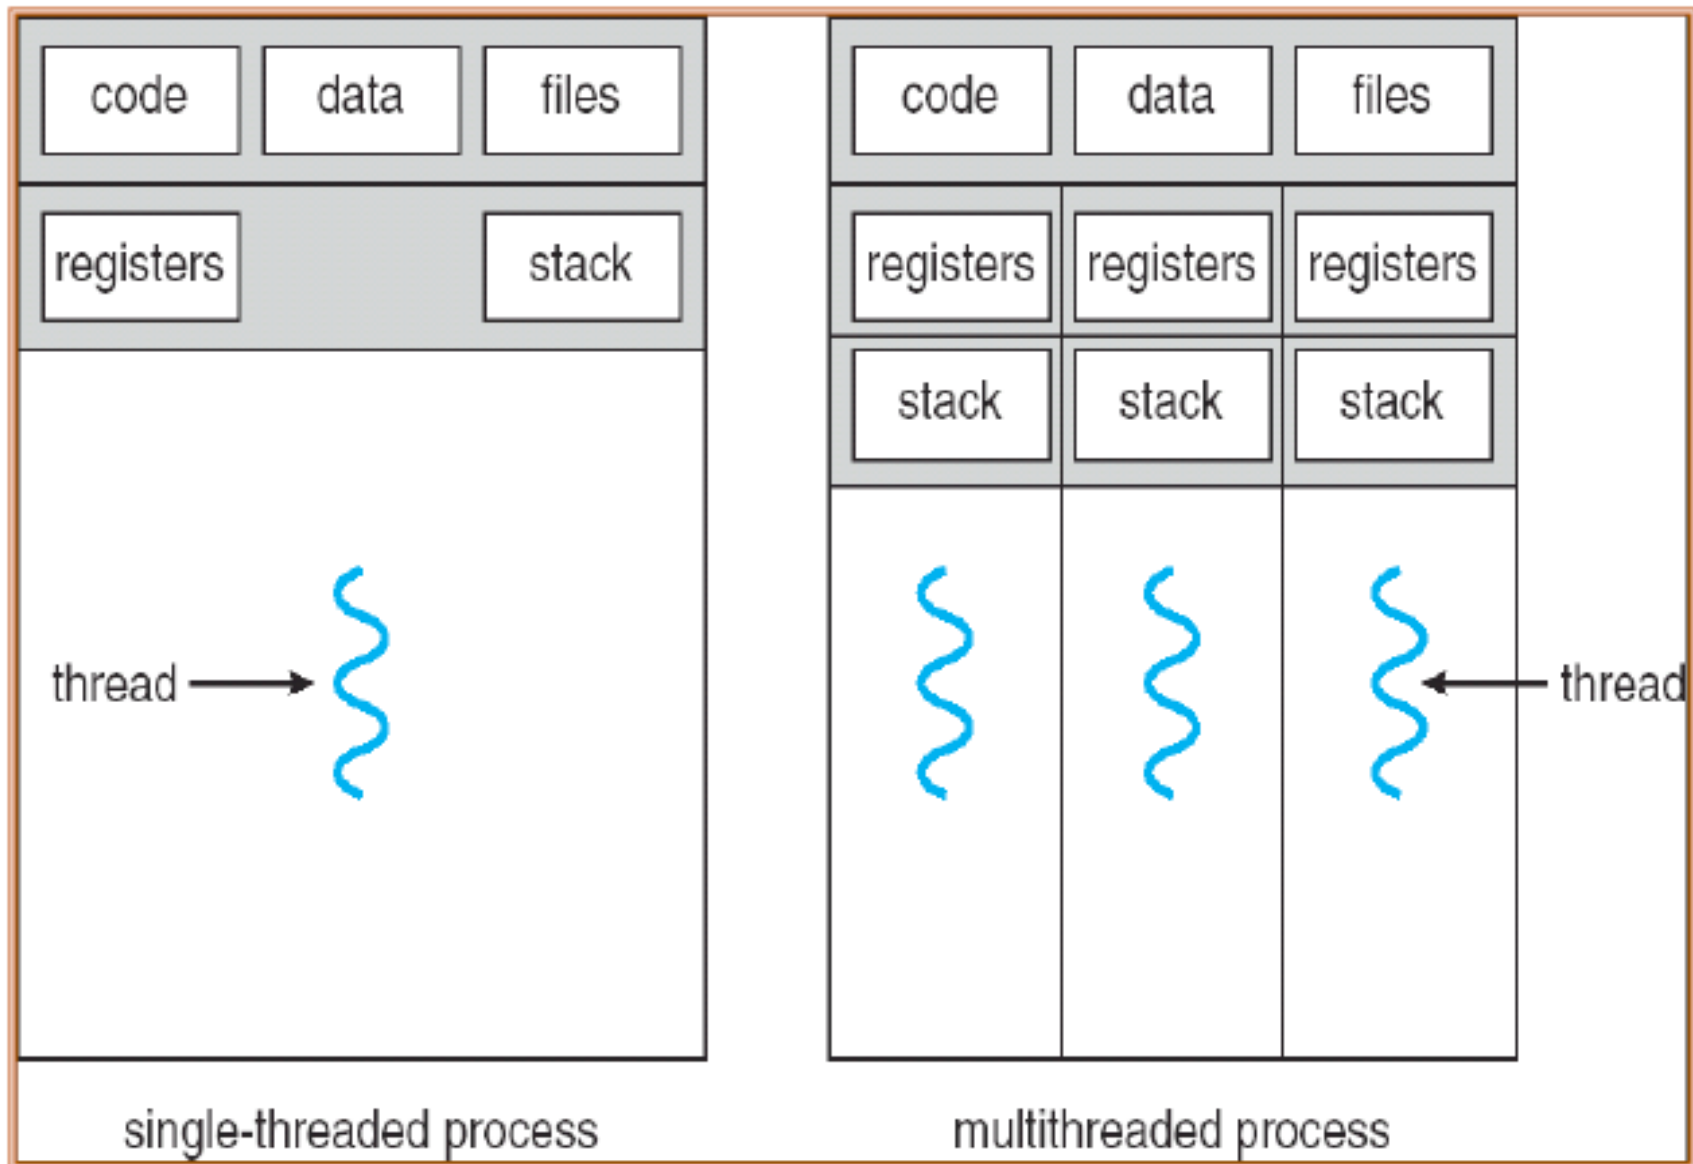 code data files
registers stack
thread
single-threaded process
code data files
registers registers registers
stack stack stack
thread
multithreaded process